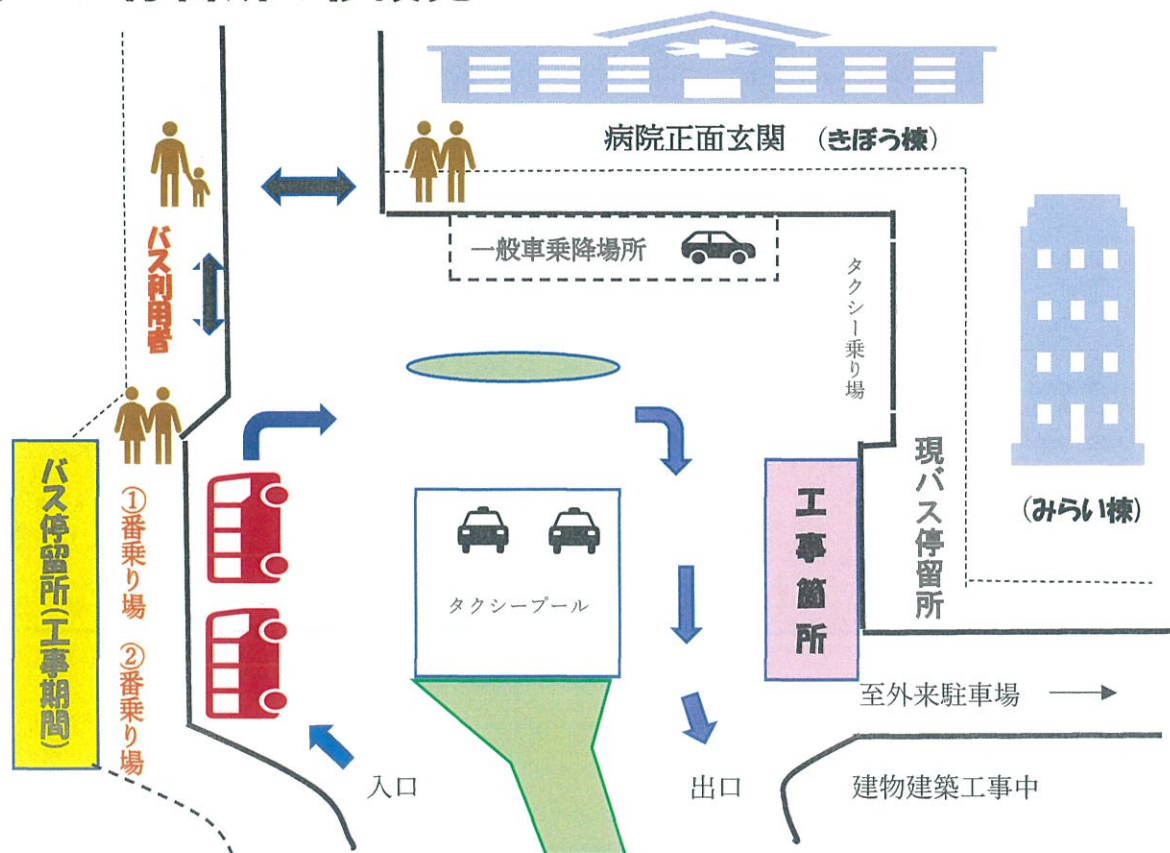 病院正面玄関 （きぼう棟）
一般車乗降場所
バス利用者
タクシー乗り場
現バス停留所
（みらい棟）
バス停留所（工事期間）
①番乗り場
②番乗り場
タクシープール
工事箇所
至外来駐車場
入口
出口
建物建築工事中